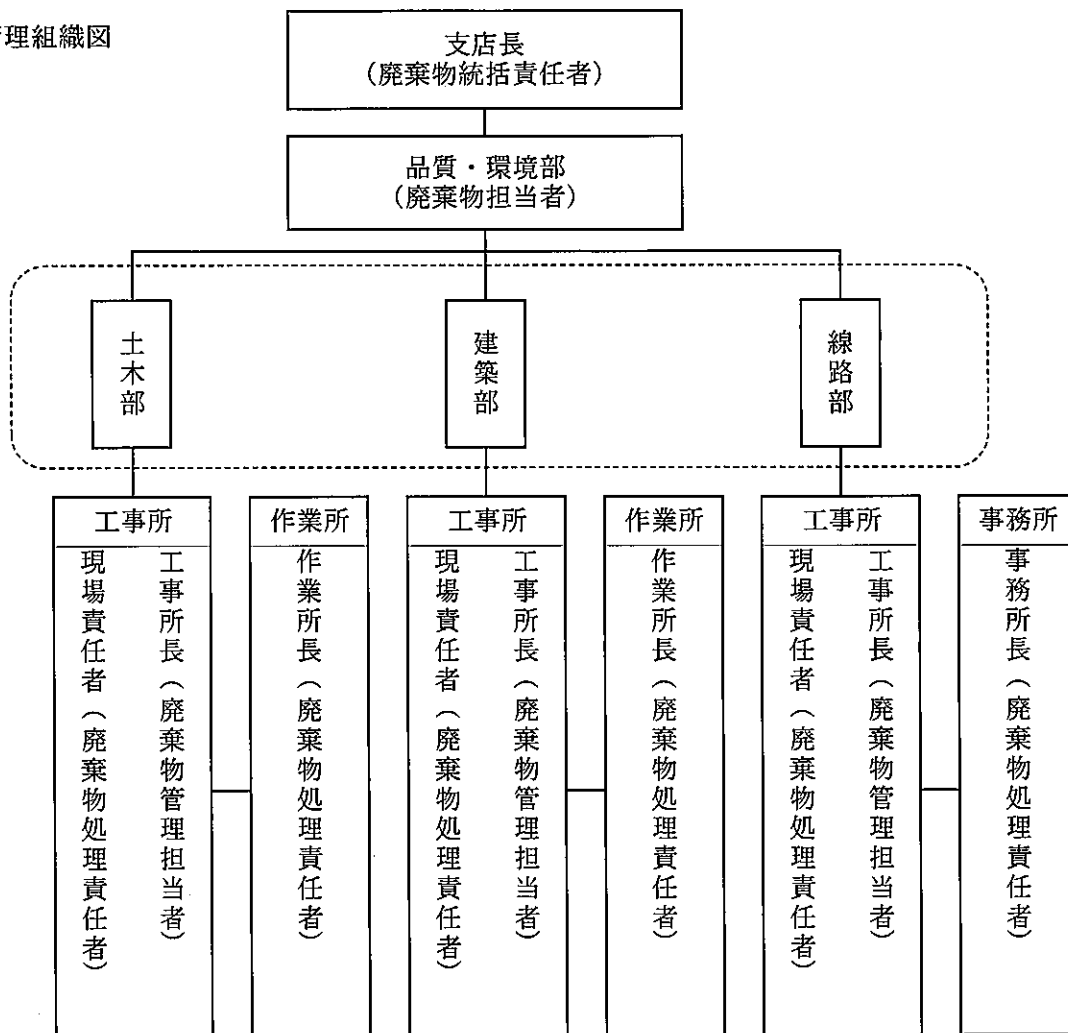 理組織図
支店長
(廃棄物統括責任者)
品質・環境部
(廃棄物担当者)
土木部
建築部
線路部
工事所
工事所長(廃棄物管理担当者)
現場責任者(廃棄物処理責任者)
作業所
作業所長(廃棄物処理責任者)
工事所
工事所長(廃棄物管理担当者)
現場責任者(廃棄物処理責任者)
作業所
作業所長(廃棄物処理責任者)
工事所
工事所長(廃棄物管理担当者)
現場責任者(廃棄物処理責任者)
事務所
事務所長(廃棄物処理責任者)